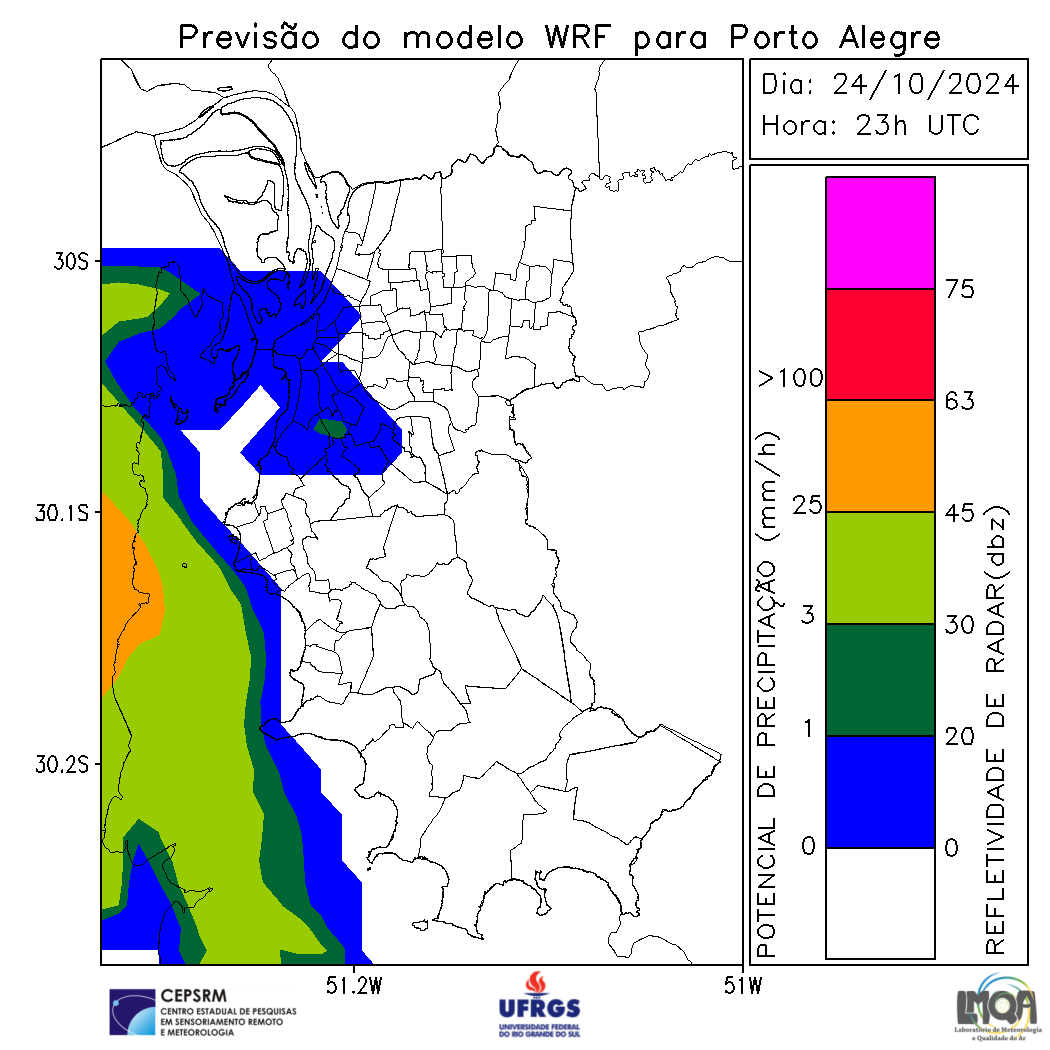 Previsão do modelo WRF para Porto Alegre
Dia: 24/10/2024
Hora: 23h UTC
30S
30.1S
30.2S
51.2W
51W
POTENCIAL DE PRECIPITAÇÃO (mm/h)
>100
25
3
1
0
75
63
45
30
20
0
REFLETIVIDADE DE RADAR(dbz)
CEPSRM
CENTRO ESTADUAL DE PESQUISAS
EM SENSORIAMENTO REMOTO
E METEOROLOGIA
UFRGS
UNIVERSIDADE FEDERAL
DO RIO GRANDE DO SUL
LMQA
Laboratório de Meteorologia
e Qualidade do Ar